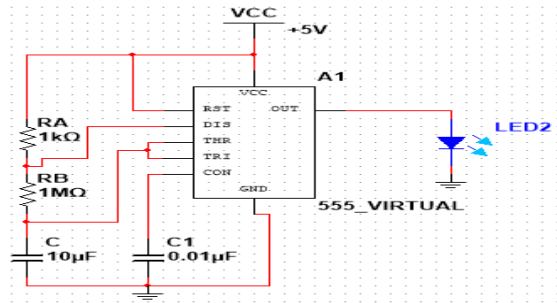 VCC
+5V
A1
VCC
RST OUT
DIS
THR
TRI
CON
GND
555_VIRTUAL
LED2
RA
1kΩ
RB
1MΩ
C
10µF
C1
0.01µF